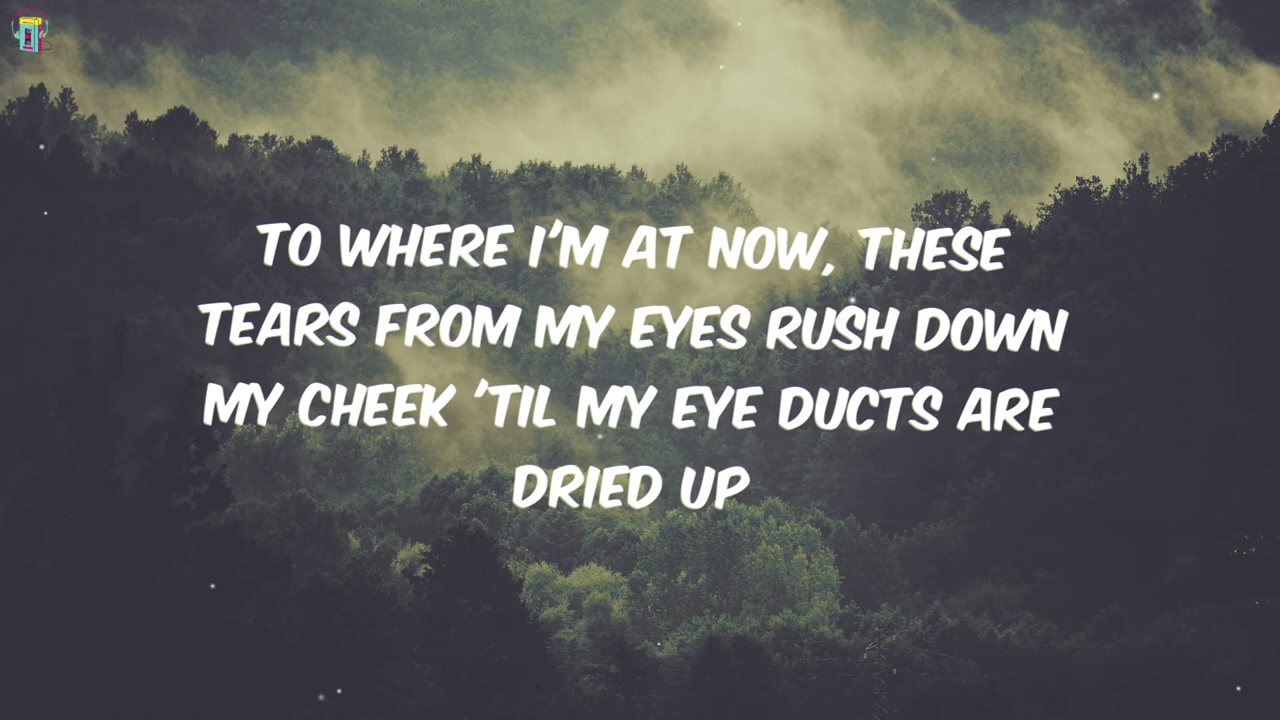 TO WHERE I'M AT NOW, THESE
TEARS FROM MY EYES RUSH DOWN
MY CHEEK 'TIL MY EYE DUCTS ARE
DRIED UP